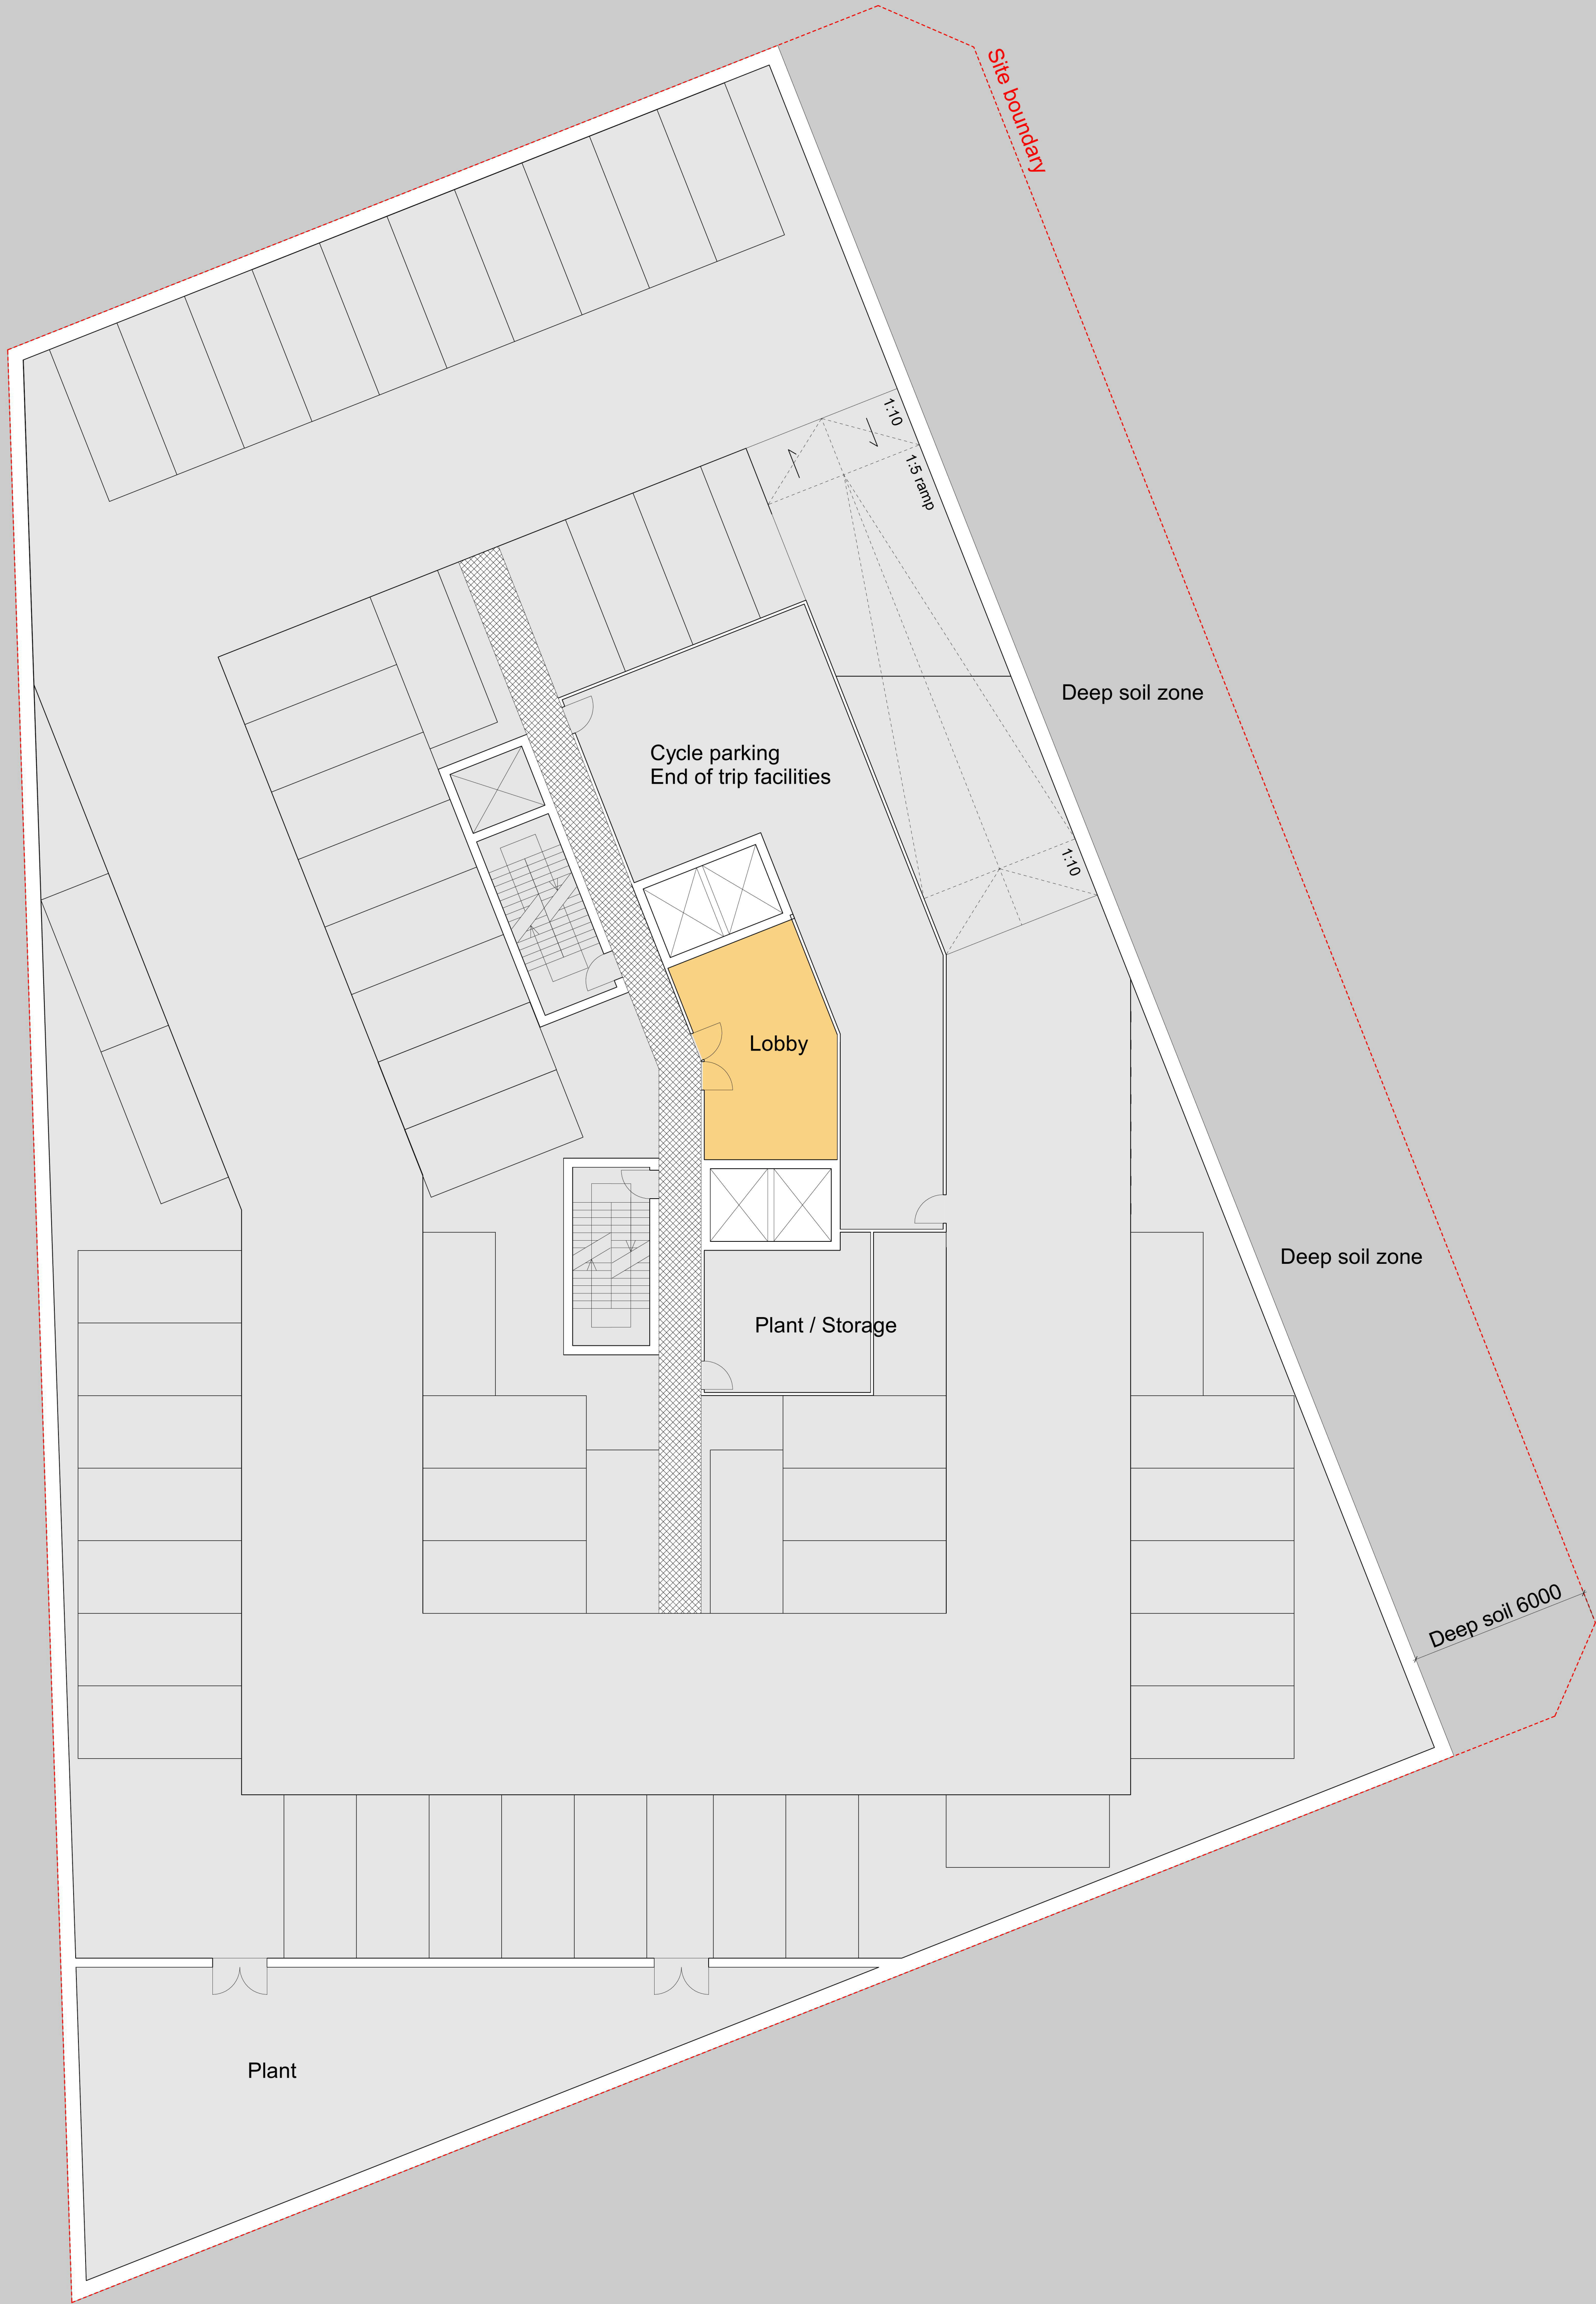 Site boundary
1:10
1:5 ramp
Deep soil zone
Cycle parking
End of trip facilities
1:10
Lobby
Deep soil zone
Plant / Storage
Deep soil 6000
Plant